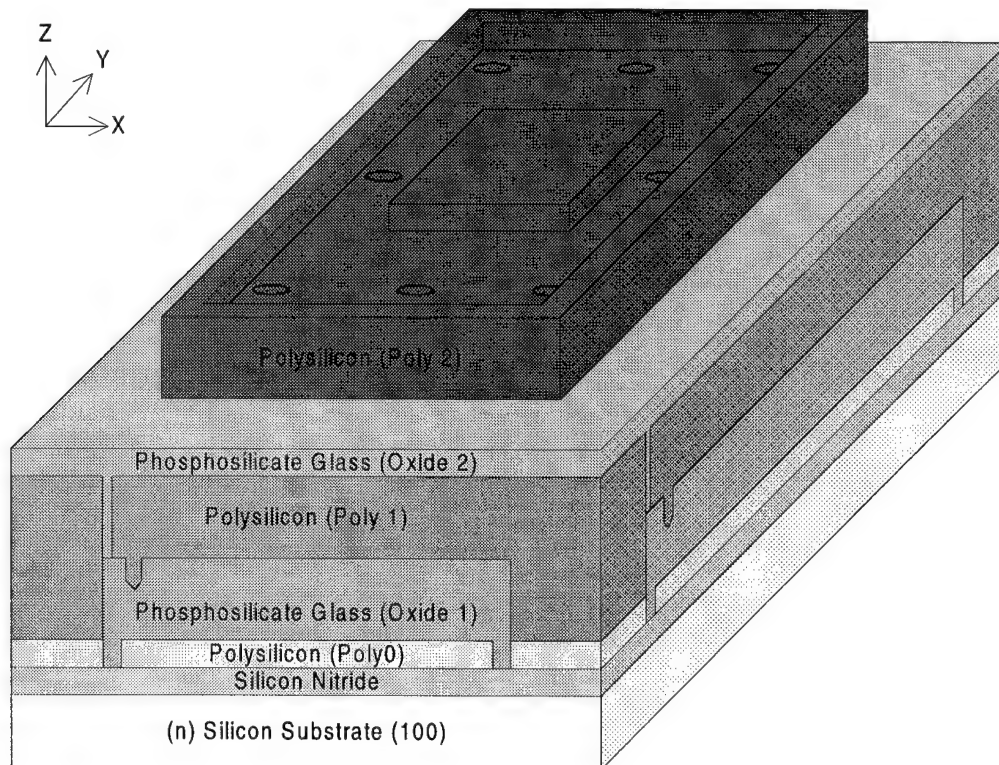 Z
Y
X
Polysilicon (Poly 2)
Phosphosilicate Glass (Oxide 2)
Polysilicon (Poly 1)
Phosphosilicate Glass (Oxide 1)
Polysilicon (Poly0)
Silicon Nitride
(n) Silicon Substrate (100)